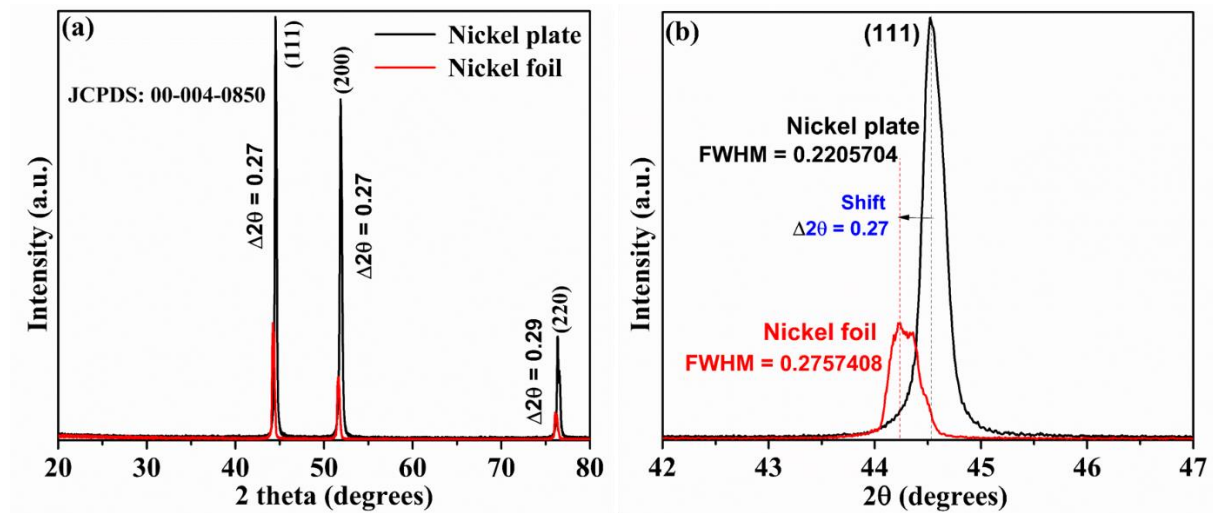 (a)
(111)
(200)
(220)
Nickel plate
Nickel foil
JCPDS: 00-004-0850
Δ2θ = 0.27
Δ2θ = 0.27
Δ2θ = 0.29
Intensity (a.u.)
20 30 40 50 60 70 80
2 theta (degrees)
(b)
(111)
Nickel plate
FWHM = 0.2205704
Shift
Δ2θ = 0.27
Nickel foil
FWHM = 0.2757408
Intensity (a.u.)
42 43 44 45 46 47
2θ (degrees)